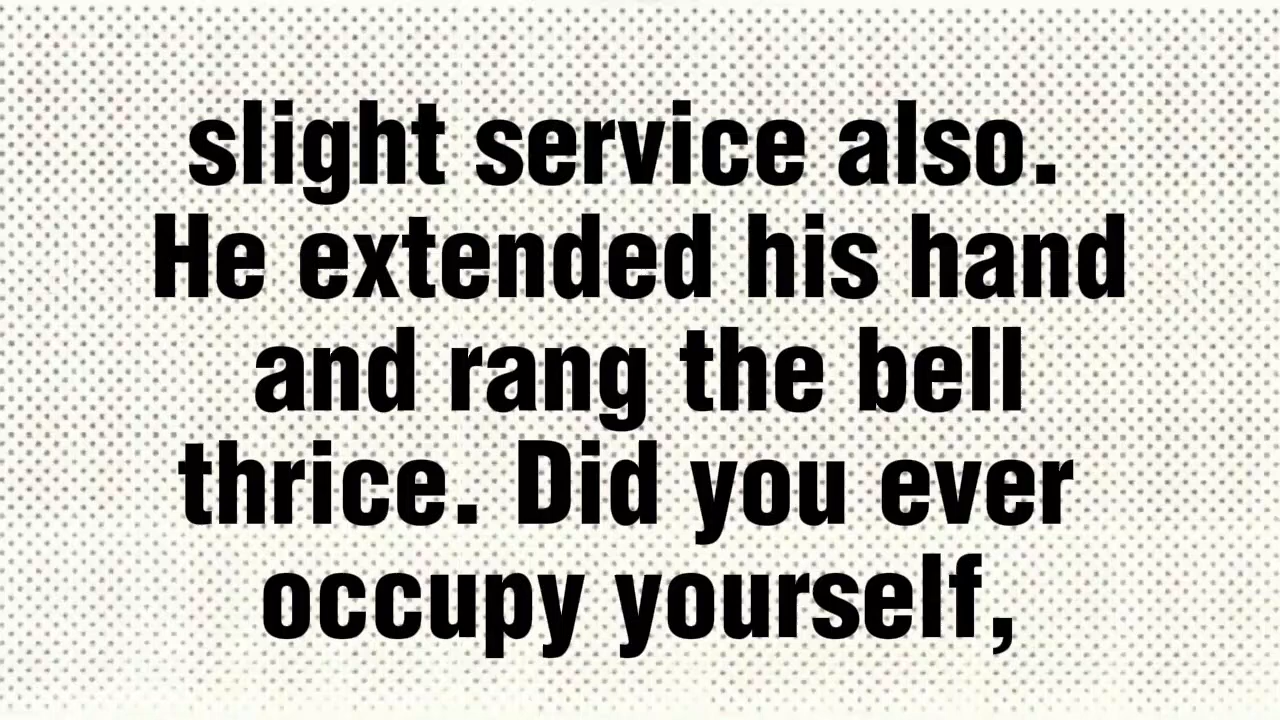 slight service also.
He extended his hand
and rang the bell
thrice. Did you ever
occupy yourself,